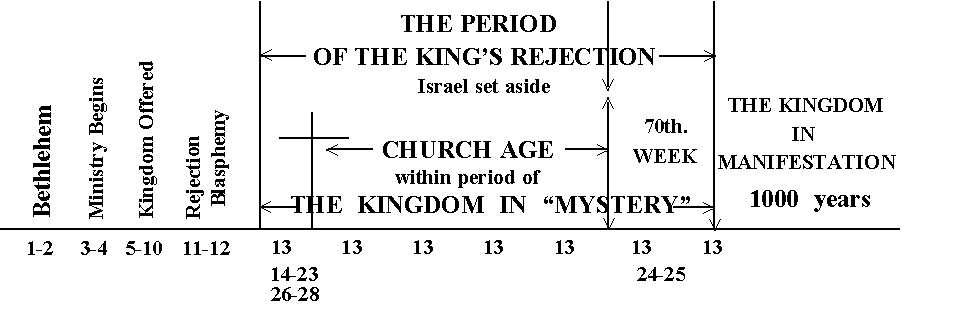 Bethlehem
Ministry Begins
Kingdom Offered
Rejection
Blasphemy
THE PERIOD
OF THE KING'S REJECTION
Israel set aside
CHURCH AGE
within period of
THE KINGDOM IN “MYSTERY”
70th.
WEEK
THE KINGDOM
IN
MANIFESTATION
1000 years
1-2 3-4 5-10 11-12 13 13 13 13 13 13 13
14-23 24-25
26-28